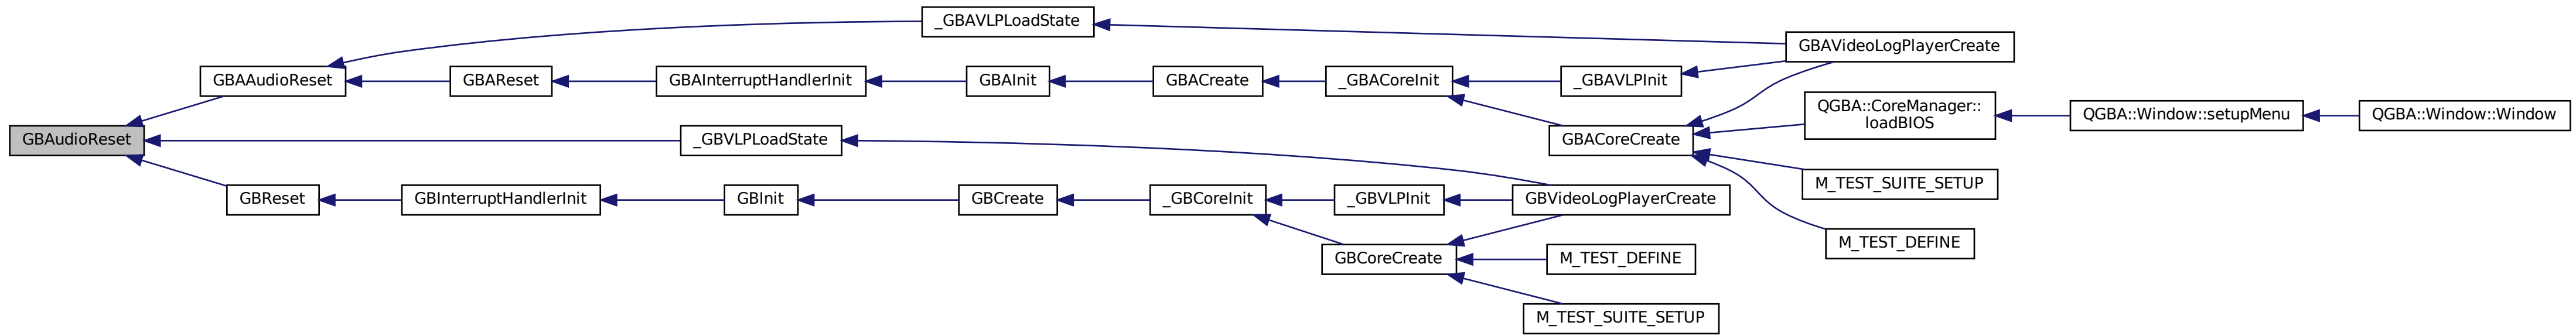 _GBAVLPLoadState
GBAVideoLogPlayerCreate
GBAAudioReset
GBAReset
GBAInterruptHandlerInit
GBAInit
GBACreate
_GBACoreInit
_GBAVLPInit
QGBA::CoreManager::
loadBIOS
QGBA::Window::setupMenu
QGBA::Window::Window
GBAudioReset
_GBVLPLoadState
GBACoreCreate
M_TEST_SUITE_SETUP
GBReset
GBInterruptHandlerInit
GBInit
GBCreate
_GBCoreInit
_GBVLPInit
GBVideoLogPlayerCreate
M_TEST_DEFINE
GBCoreCreate
M_TEST_DEFINE
M_TEST_SUITE_SETUP